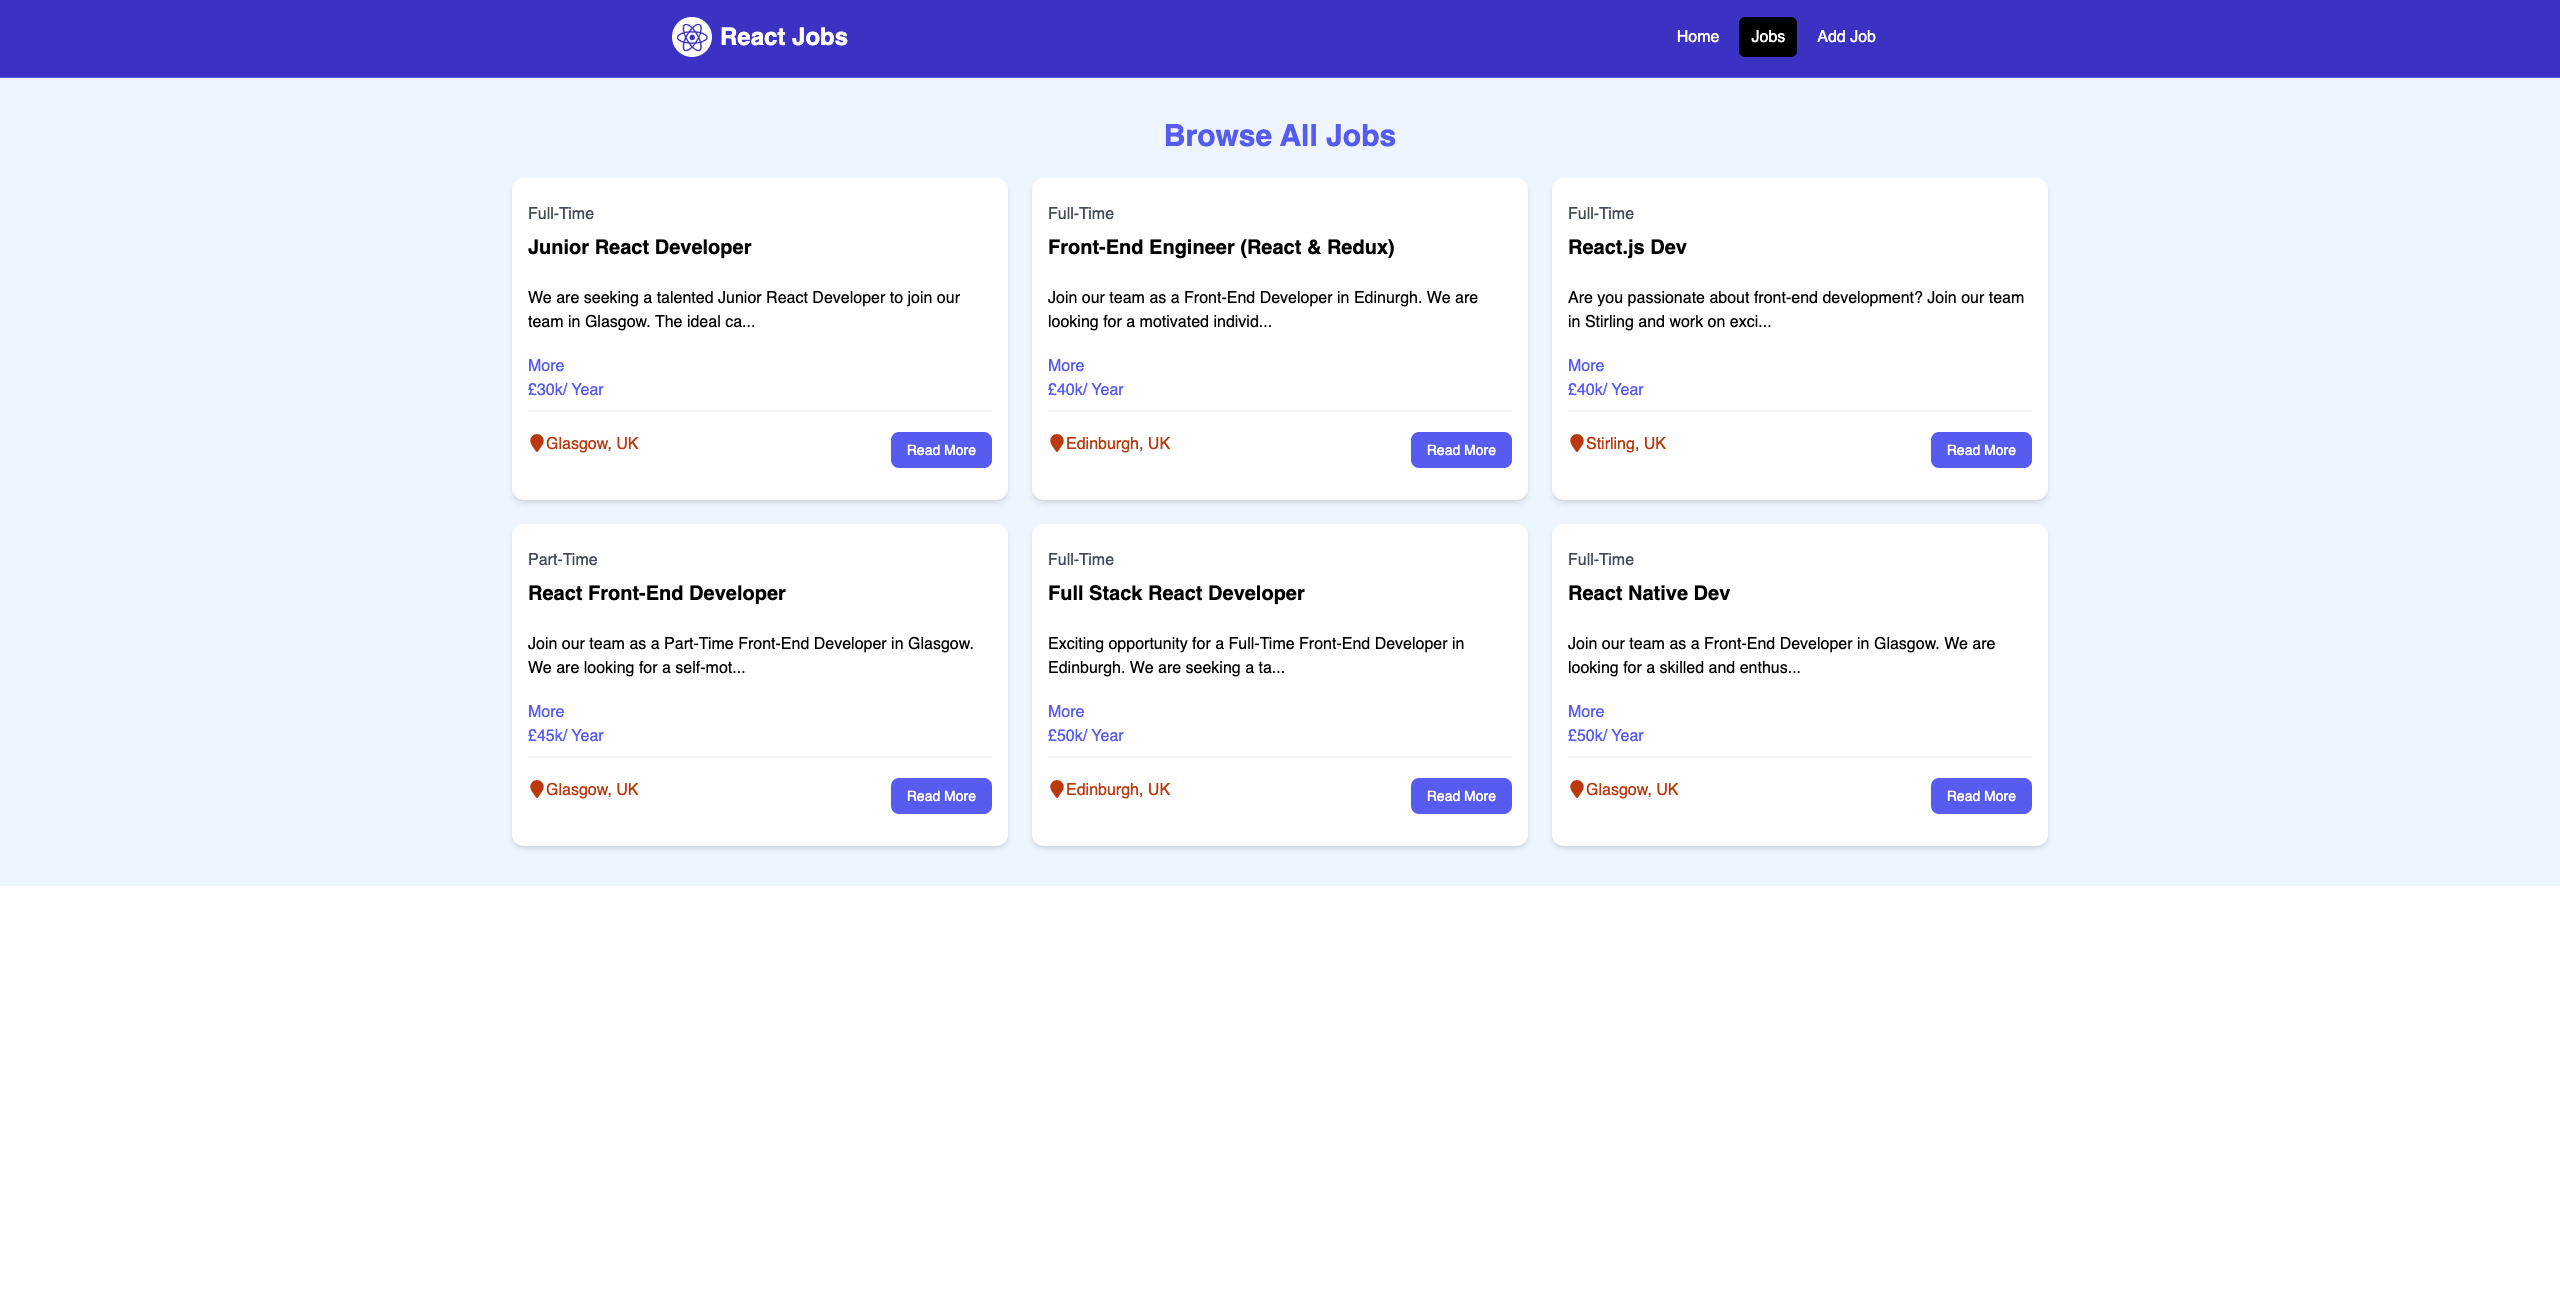 React Jobs
Home
Jobs
Add Job
Browse All Jobs
Full-Time
Junior React Developer
We are seeking a talented Junior React Developer to join our
team in Glasgow. The ideal ca...
More
£30k/ Year
Glasgow, UK
Read More
Full-Time
Front-End Engineer (React & Redux)
Join our team as a Front-End Developer in Edinurgh. We are
looking for a motivated individ...
More
£40k/ Year
Edinburgh, UK
Read More
Full-Time
React.js Dev
Are you passionate about front-end development? Join our team
in Stirling and work on exci...
More
£40k/ Year
Stirling, UK
Read More
Part-Time
React Front-End Developer
Join our team as a Part-Time Front-End Developer in Glasgow.
We are looking for a self-mot...
More
£45k/ Year
Glasgow, UK
Read More
Full-Time
Full Stack React Developer
Exciting opportunity for a Full-Time Front-End Developer in
Edinburgh. We are seeking a ta...
More
£50k/ Year
Edinburgh, UK
Read More
Full-Time
React Native Dev
Join our team as a Front-End Developer in Glasgow. We are
looking for a skilled and enthus...
More
£50k/ Year
Glasgow, UK
Read More